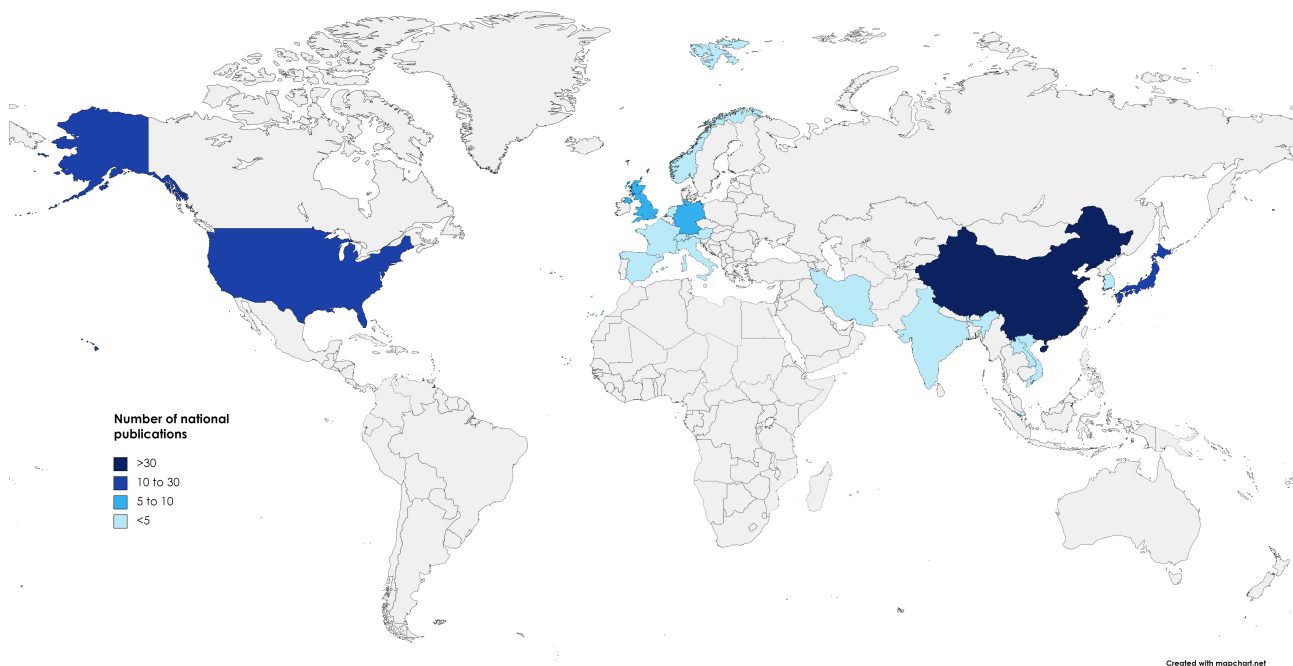 Number of national
publications
>30
10 to 30
5 to 10
<5
Created with mapchart.net